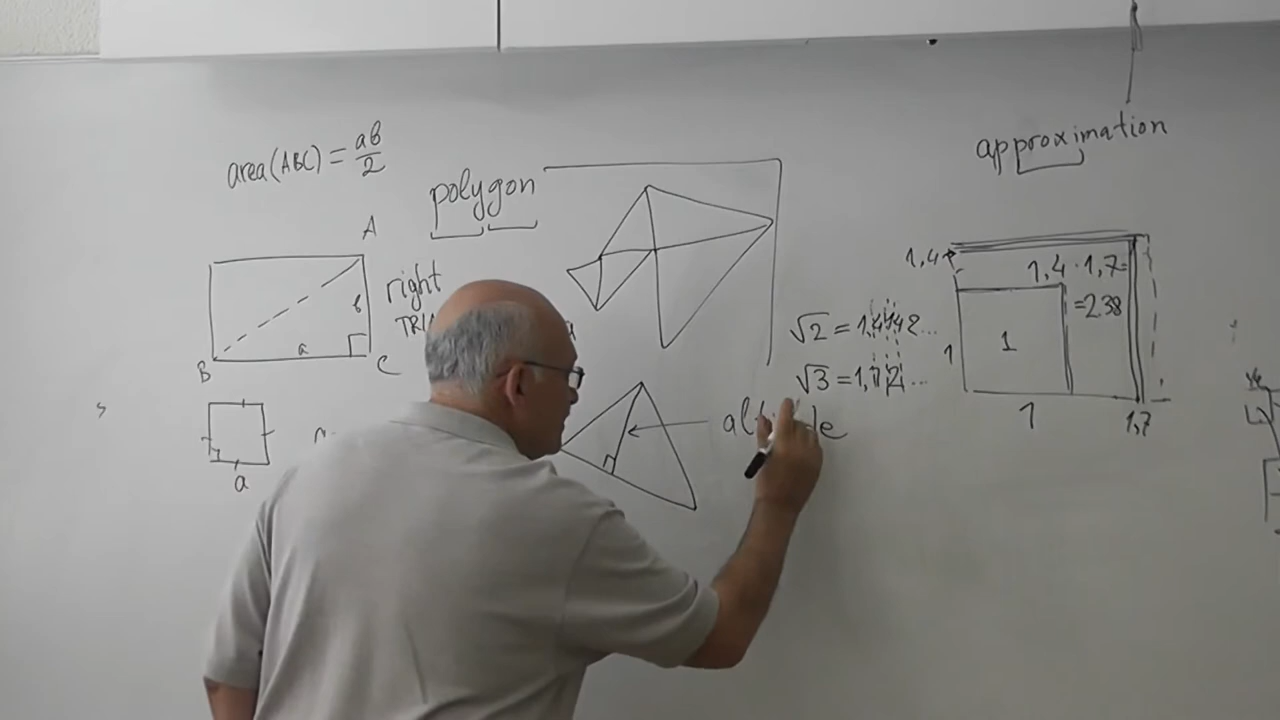 area(ABC) = ab/2
polygon
approximation
A
right
b
a
B
C
a
altitude
√2 = 1,4142...
√3 = 1,7
1,4
1,4 · 1,7 =
= 2.38
1
1
1
1,7